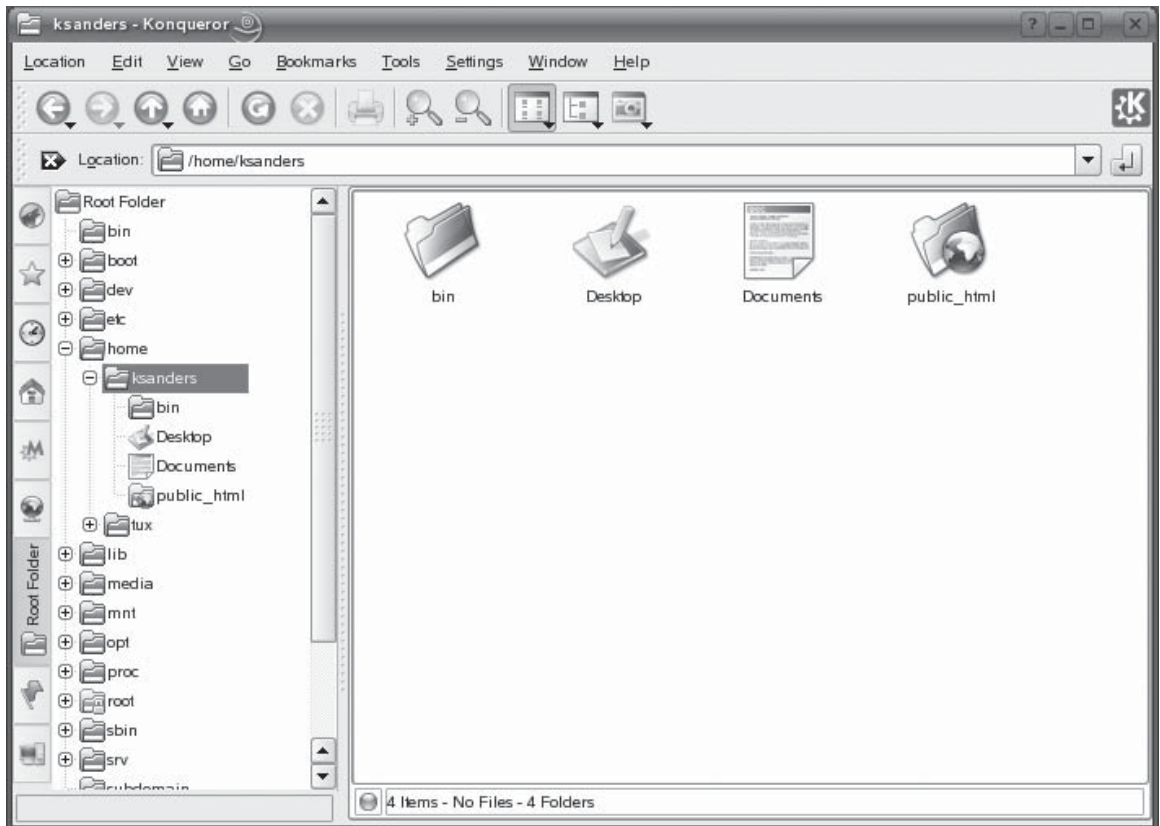 ksanders - Konqueror
Location Edit View Go Bookmarks Tools Settings Window Help
Location: /home/ksanders
Root Folder
bin
boot
dev
etc
home
ksanders
bin
Desktop
Documents
public_html
tux
lib
media
mnt
opt
proc
root
sbin
srv
subdomain
Root Folder
bin Desktop Documents public_html
4 Items - No Files - 4 Folders